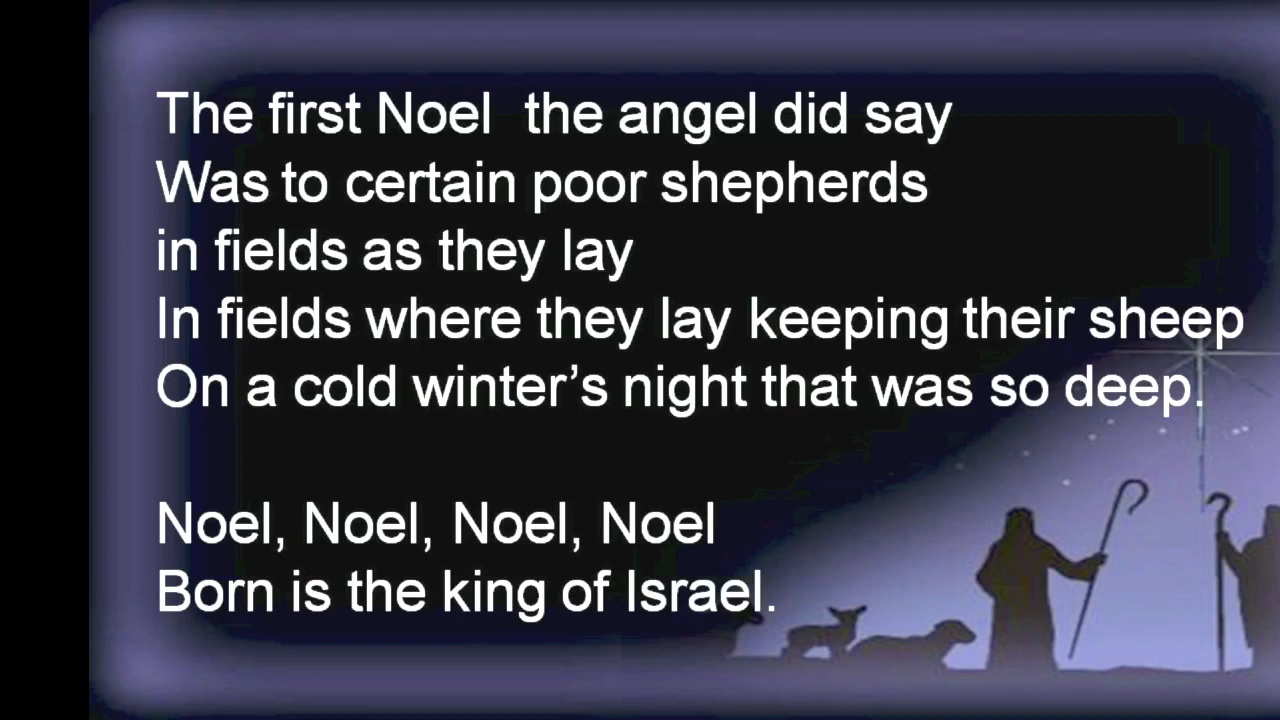 The first Noel  the angel did say
Was to certain poor shepherds
in fields as they lay
In fields where they lay keeping their sheep
On a cold winter’s night that was so deep.
Noel, Noel, Noel, Noel
Born is the king of Israel.